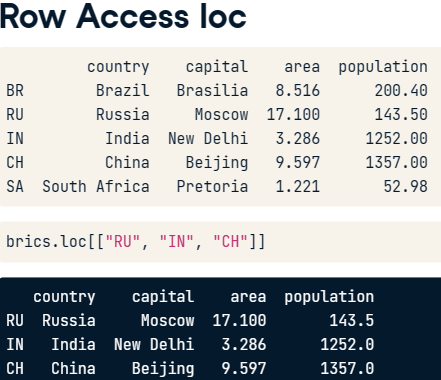 Row Access loc
country capital area population
BR Brazil Brasilia 8.516 200.40
RU Russia Moscow 17.100 143.50
IN India New Delhi 3.286 1252.00
CH China Beijing 9.597 1357.00
SA South Africa Pretoria 1.221 52.98
brics.loc[["RU", "IN", "CH"]]
country capital area population
RU Russia Moscow 17.100 143.5
IN India New Delhi 3.286 1252.0
CH China Beijing 9.597 1357.0